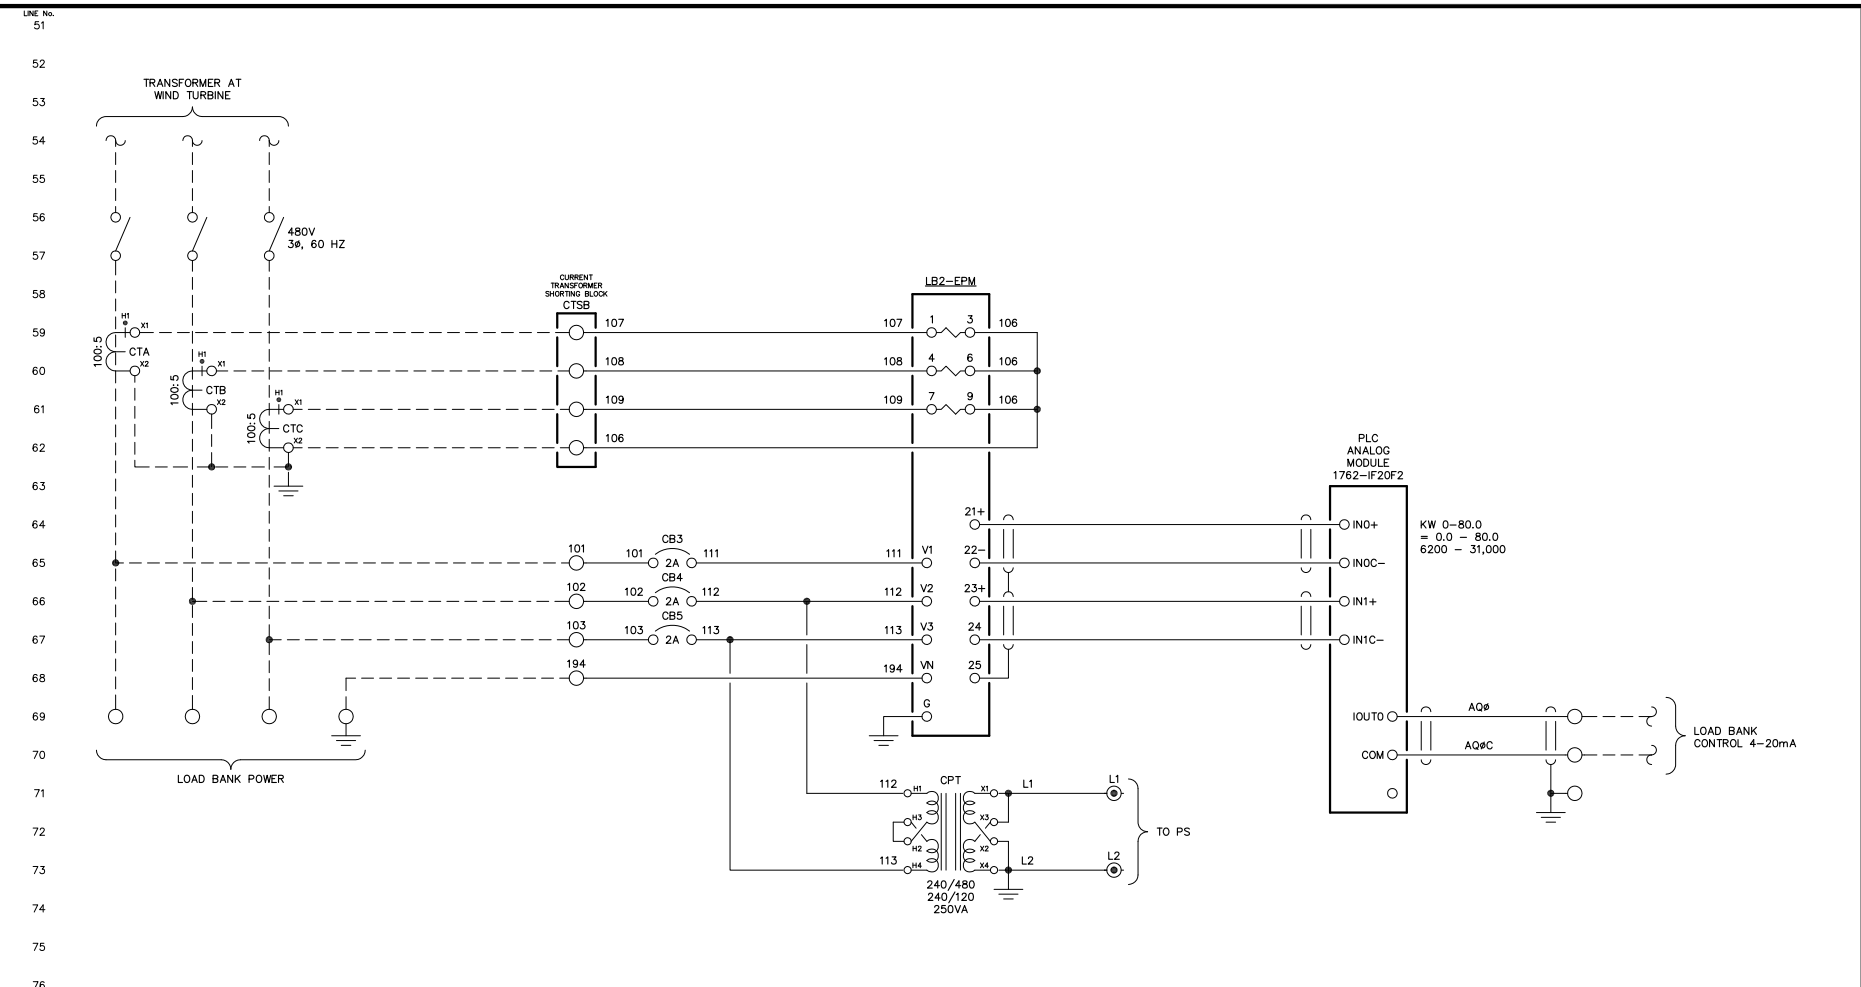 LINE No.
51
52
53
54
55
56
57
58
59
60
61
62
63
64
65
66
67
68
69
70
71
72
73
74
75
76
TRANSFORMER AT
WIND TURBINE
480V
3ø, 60 HZ
H1
X1
100:5
CTA
X2
H1
X1
100:5
CTB
X2
H1
X1
100:5
CTC
X2
CURRENT
TRANSFORMER
SHORTING BLOCK
CTSB
107
108
109
106
LB2-EPM
107 1 3 106
108 4 6 106
109 7 9 106
101 101 CB3 2A 111 111 V1
102 102 CB4 2A 112 112 V2
103 103 CB5 2A 113 113 V3
194 194 VN
G
21+
22-
23+
24
25
LOAD BANK POWER
PLC
ANALOG
MODULE
1762-IF20F2
IN0+
IN0C-
IN1+
IN1C-
IOUT0
COM
KW 0-80.0
= 0.0 - 80.0
6200 - 31,000
AQø
AQøC
LOAD BANK
CONTROL 4-20mA
CPT
112 H1 X1 L1 L1
H3 X3
H2 X2
113 H4 X4 L2 L2
TO PS
240/480
240/120
250VA